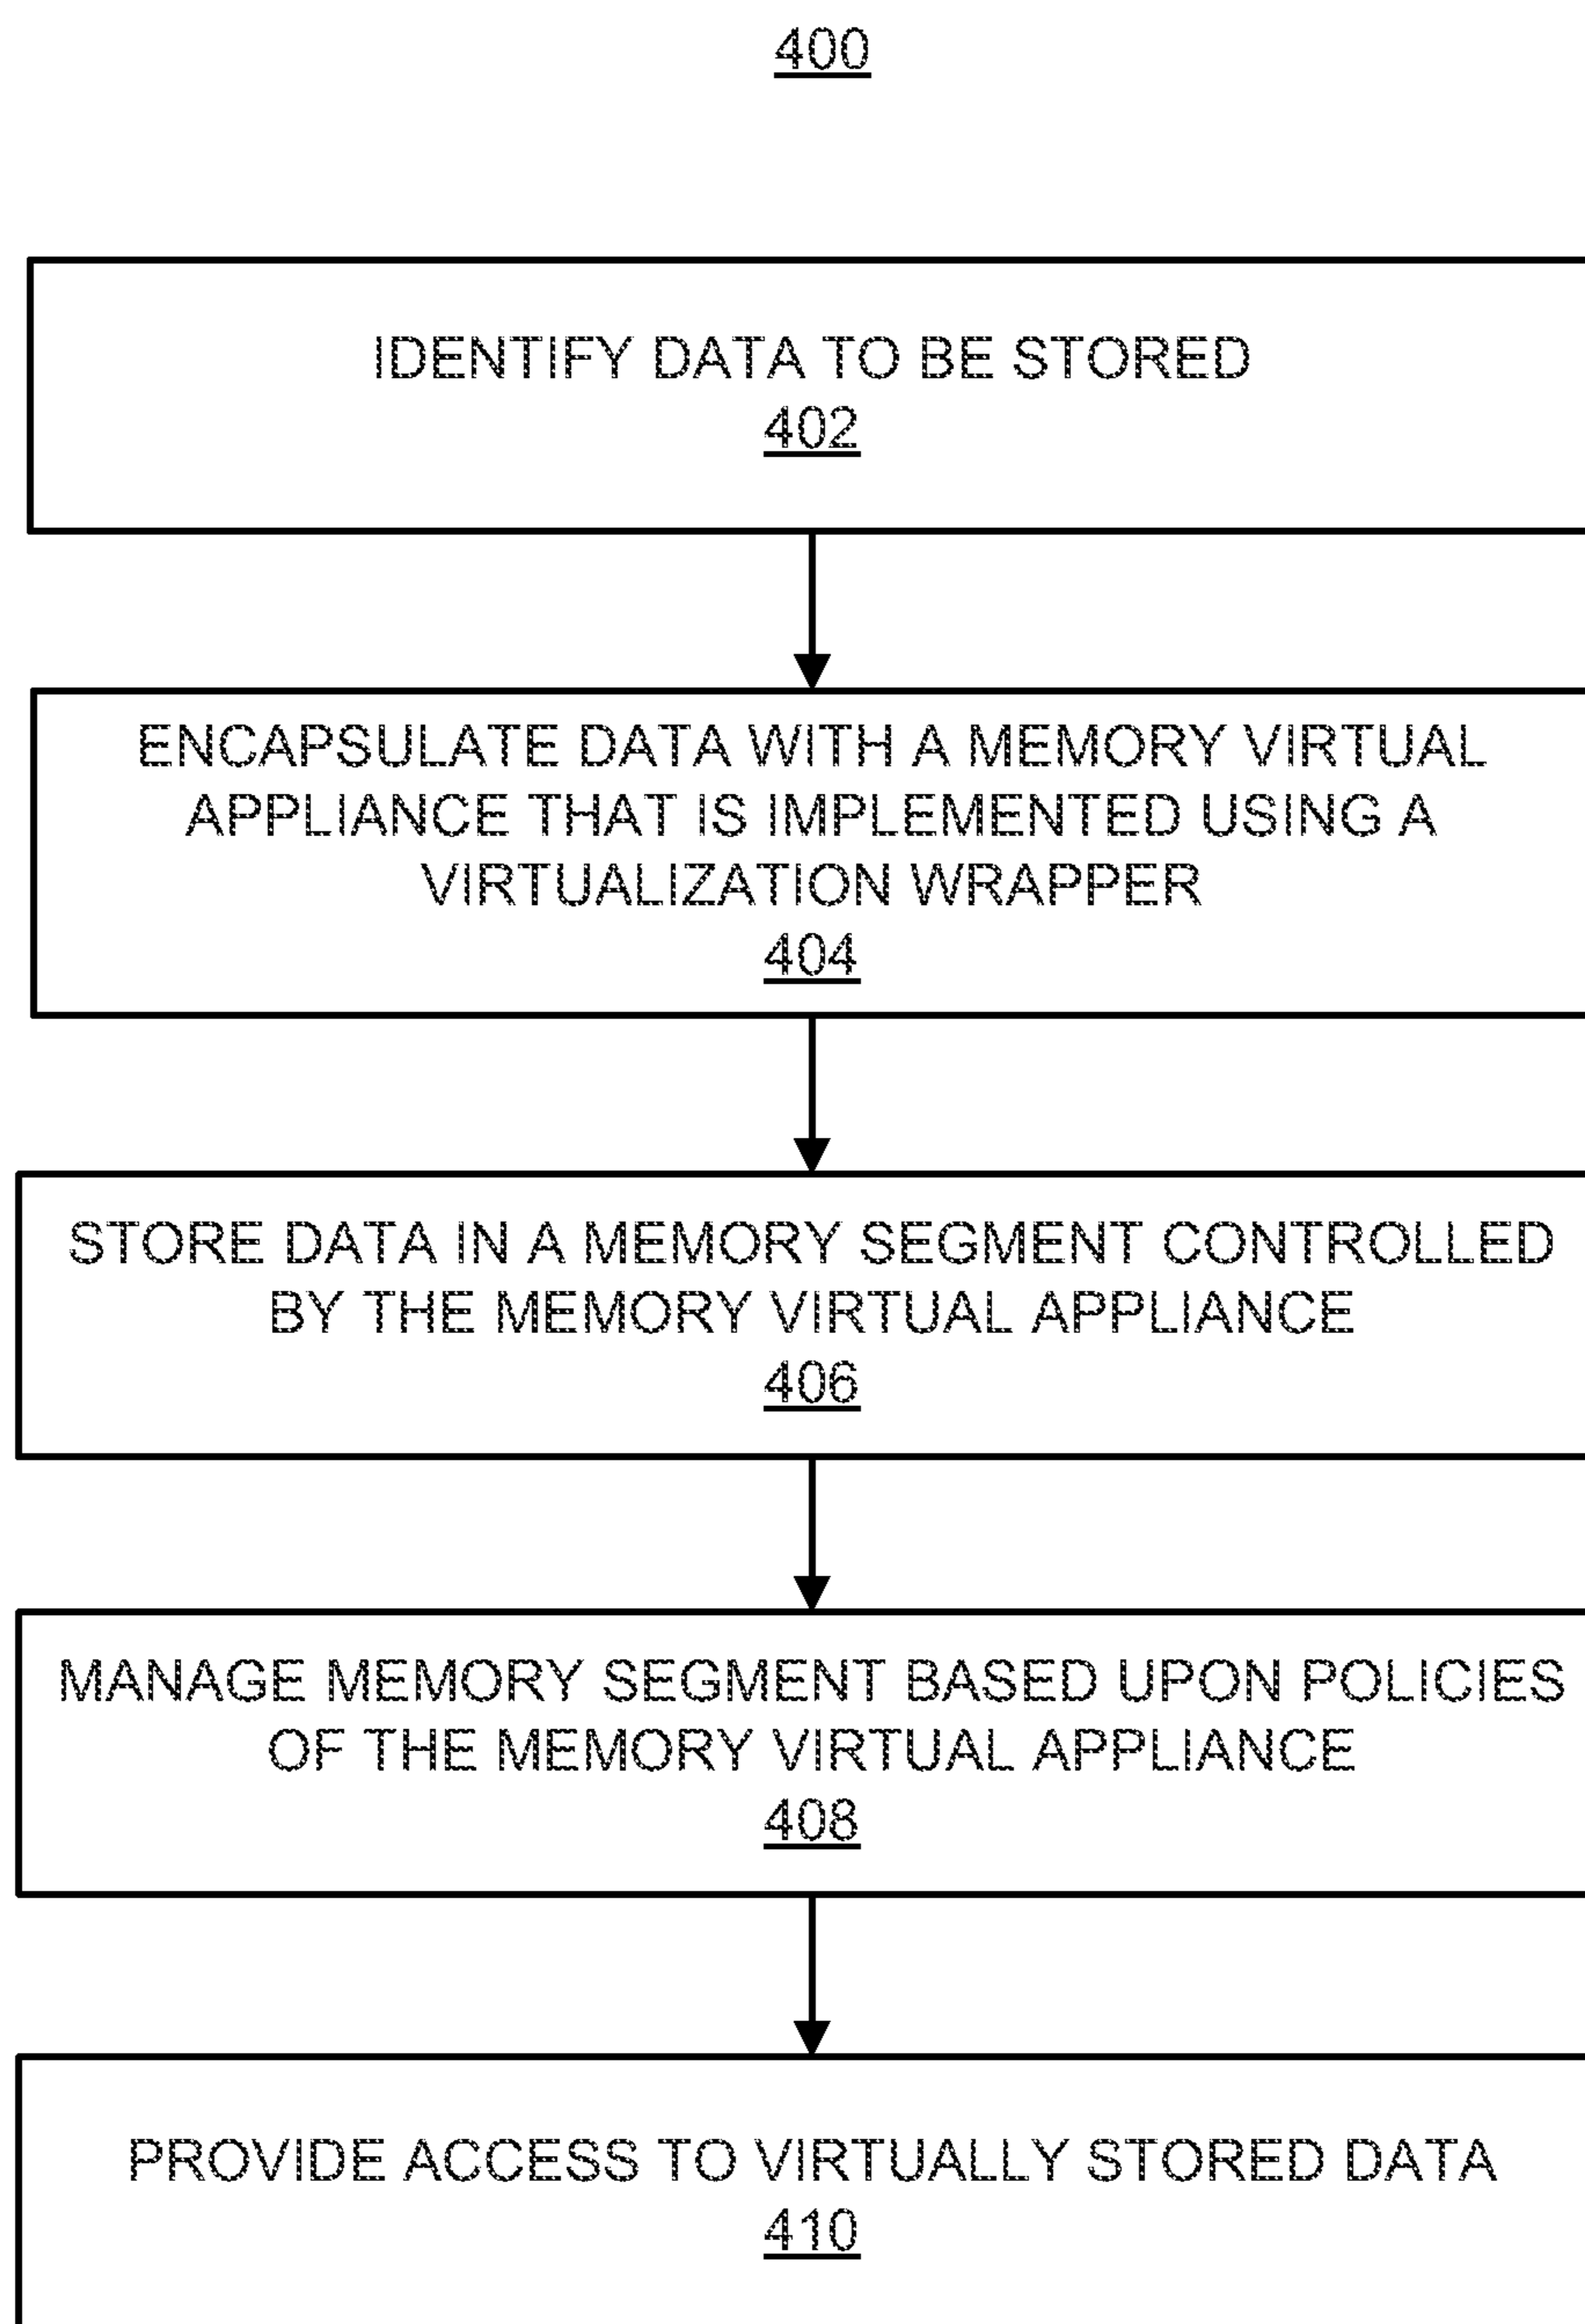 400
IDENTIFY DATA TO BE STORED
402
ENCAPSULATE DATA WITH A MEMORY VIRTUAL
APPLIANCE THAT IS IMPLEMENTED USING A
VIRTUALIZATION WRAPPER
404
STORE DATA IN A MEMORY SEGMENT CONTROLLED
BY THE MEMORY VIRTUAL APPLIANCE
406
MANAGE MEMORY SEGMENT BASED UPON POLICIES
OF THE MEMORY VIRTUAL APPLIANCE
408
PROVIDE ACCESS TO VIRTUALLY STORED DATA
410